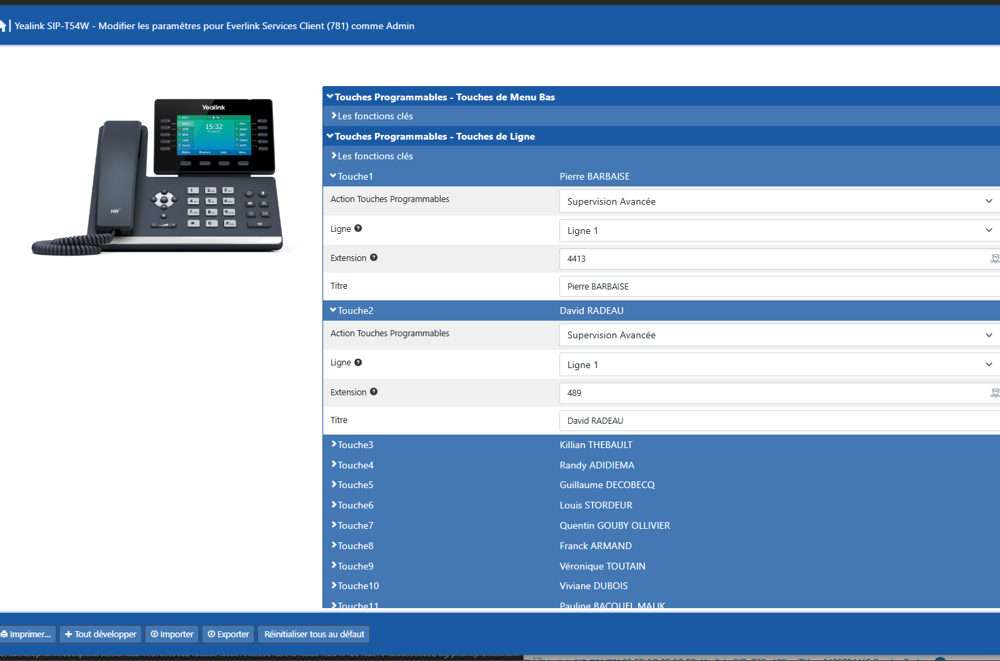 Yealink SIP-T54W - Modifier les paramètres pour Everlink Services Client (781) comme Admin
Yealink
15:32
HD
Touches Programmables - Touches de Menu Bas
Les fonctions clés
Touches Programmables - Touches de Ligne
Les fonctions clés
Touche1 Pierre BARBAISE
Action Touches Programmables Supervision Avancée
Ligne Ligne 1
Extension 4413
Titre Pierre BARBAISE
Touche2 David RADEAU
Action Touches Programmables Supervision Avancée
Ligne Ligne 1
Extension 489
Titre David RADEAU
Touche3 Killian THEBAULT
Touche4 Randy ADIDIEMA
Touche5 Guillaume DECOBECQ
Touche6 Louis STORDEUR
Touche7 Quentin GOUBY OLLIVIER
Touche8 Franck ARMAND
Touche9 Véronique TOUTAIN
Touche10 Viviane DUBOIS
Touche11 Pauline BACQUEL MALIK
Imprimer... Tout développer Importer Exporter Réinitialiser tous au défaut